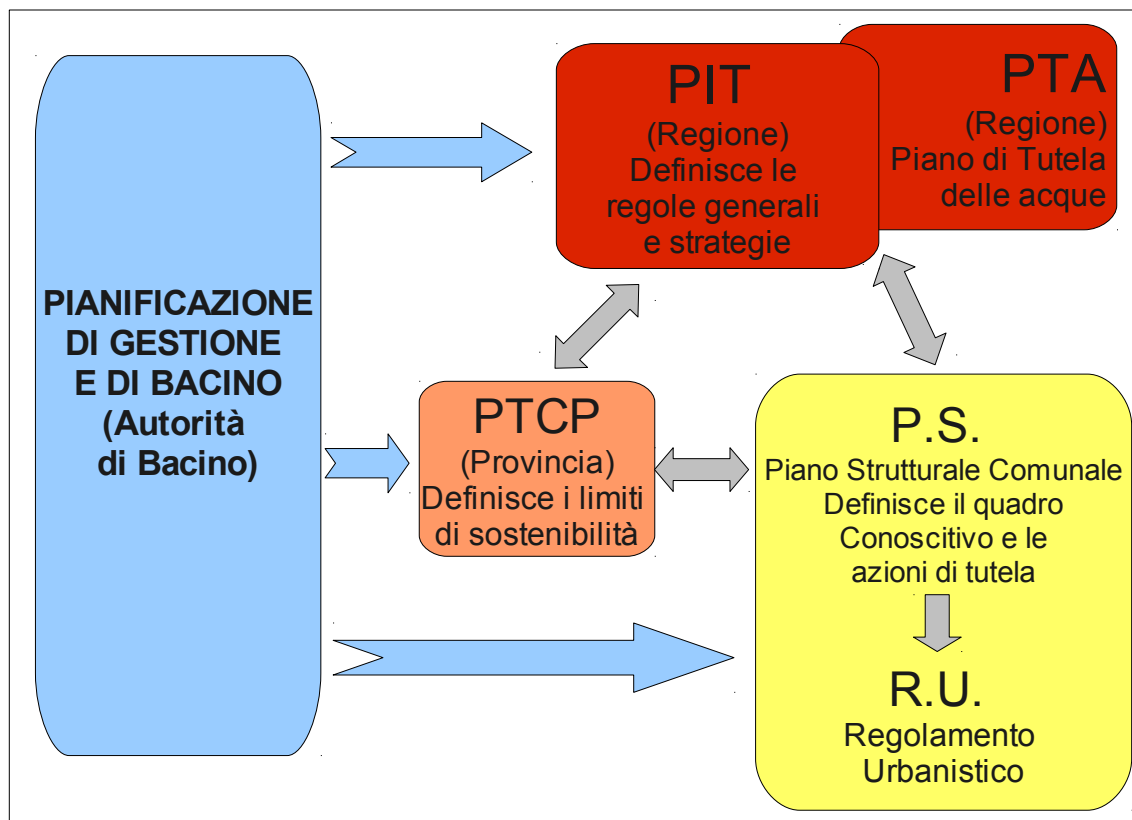 PIANIFICAZIONE
DI GESTIONE
E DI BACINO
(Autorità
di Bacino)
PIT
(Regione)
Definisce le
regole generali
e strategie
PTA
(Regione)
Piano di Tutela
delle acque
PTCP
(Provincia)
Definisce i limiti
di sostenibilità
P.S.
Piano Strutturale Comunale
Definisce il quadro
Conoscitivo e le
azioni di tutela
R.U.
Regolamento
Urbanistico